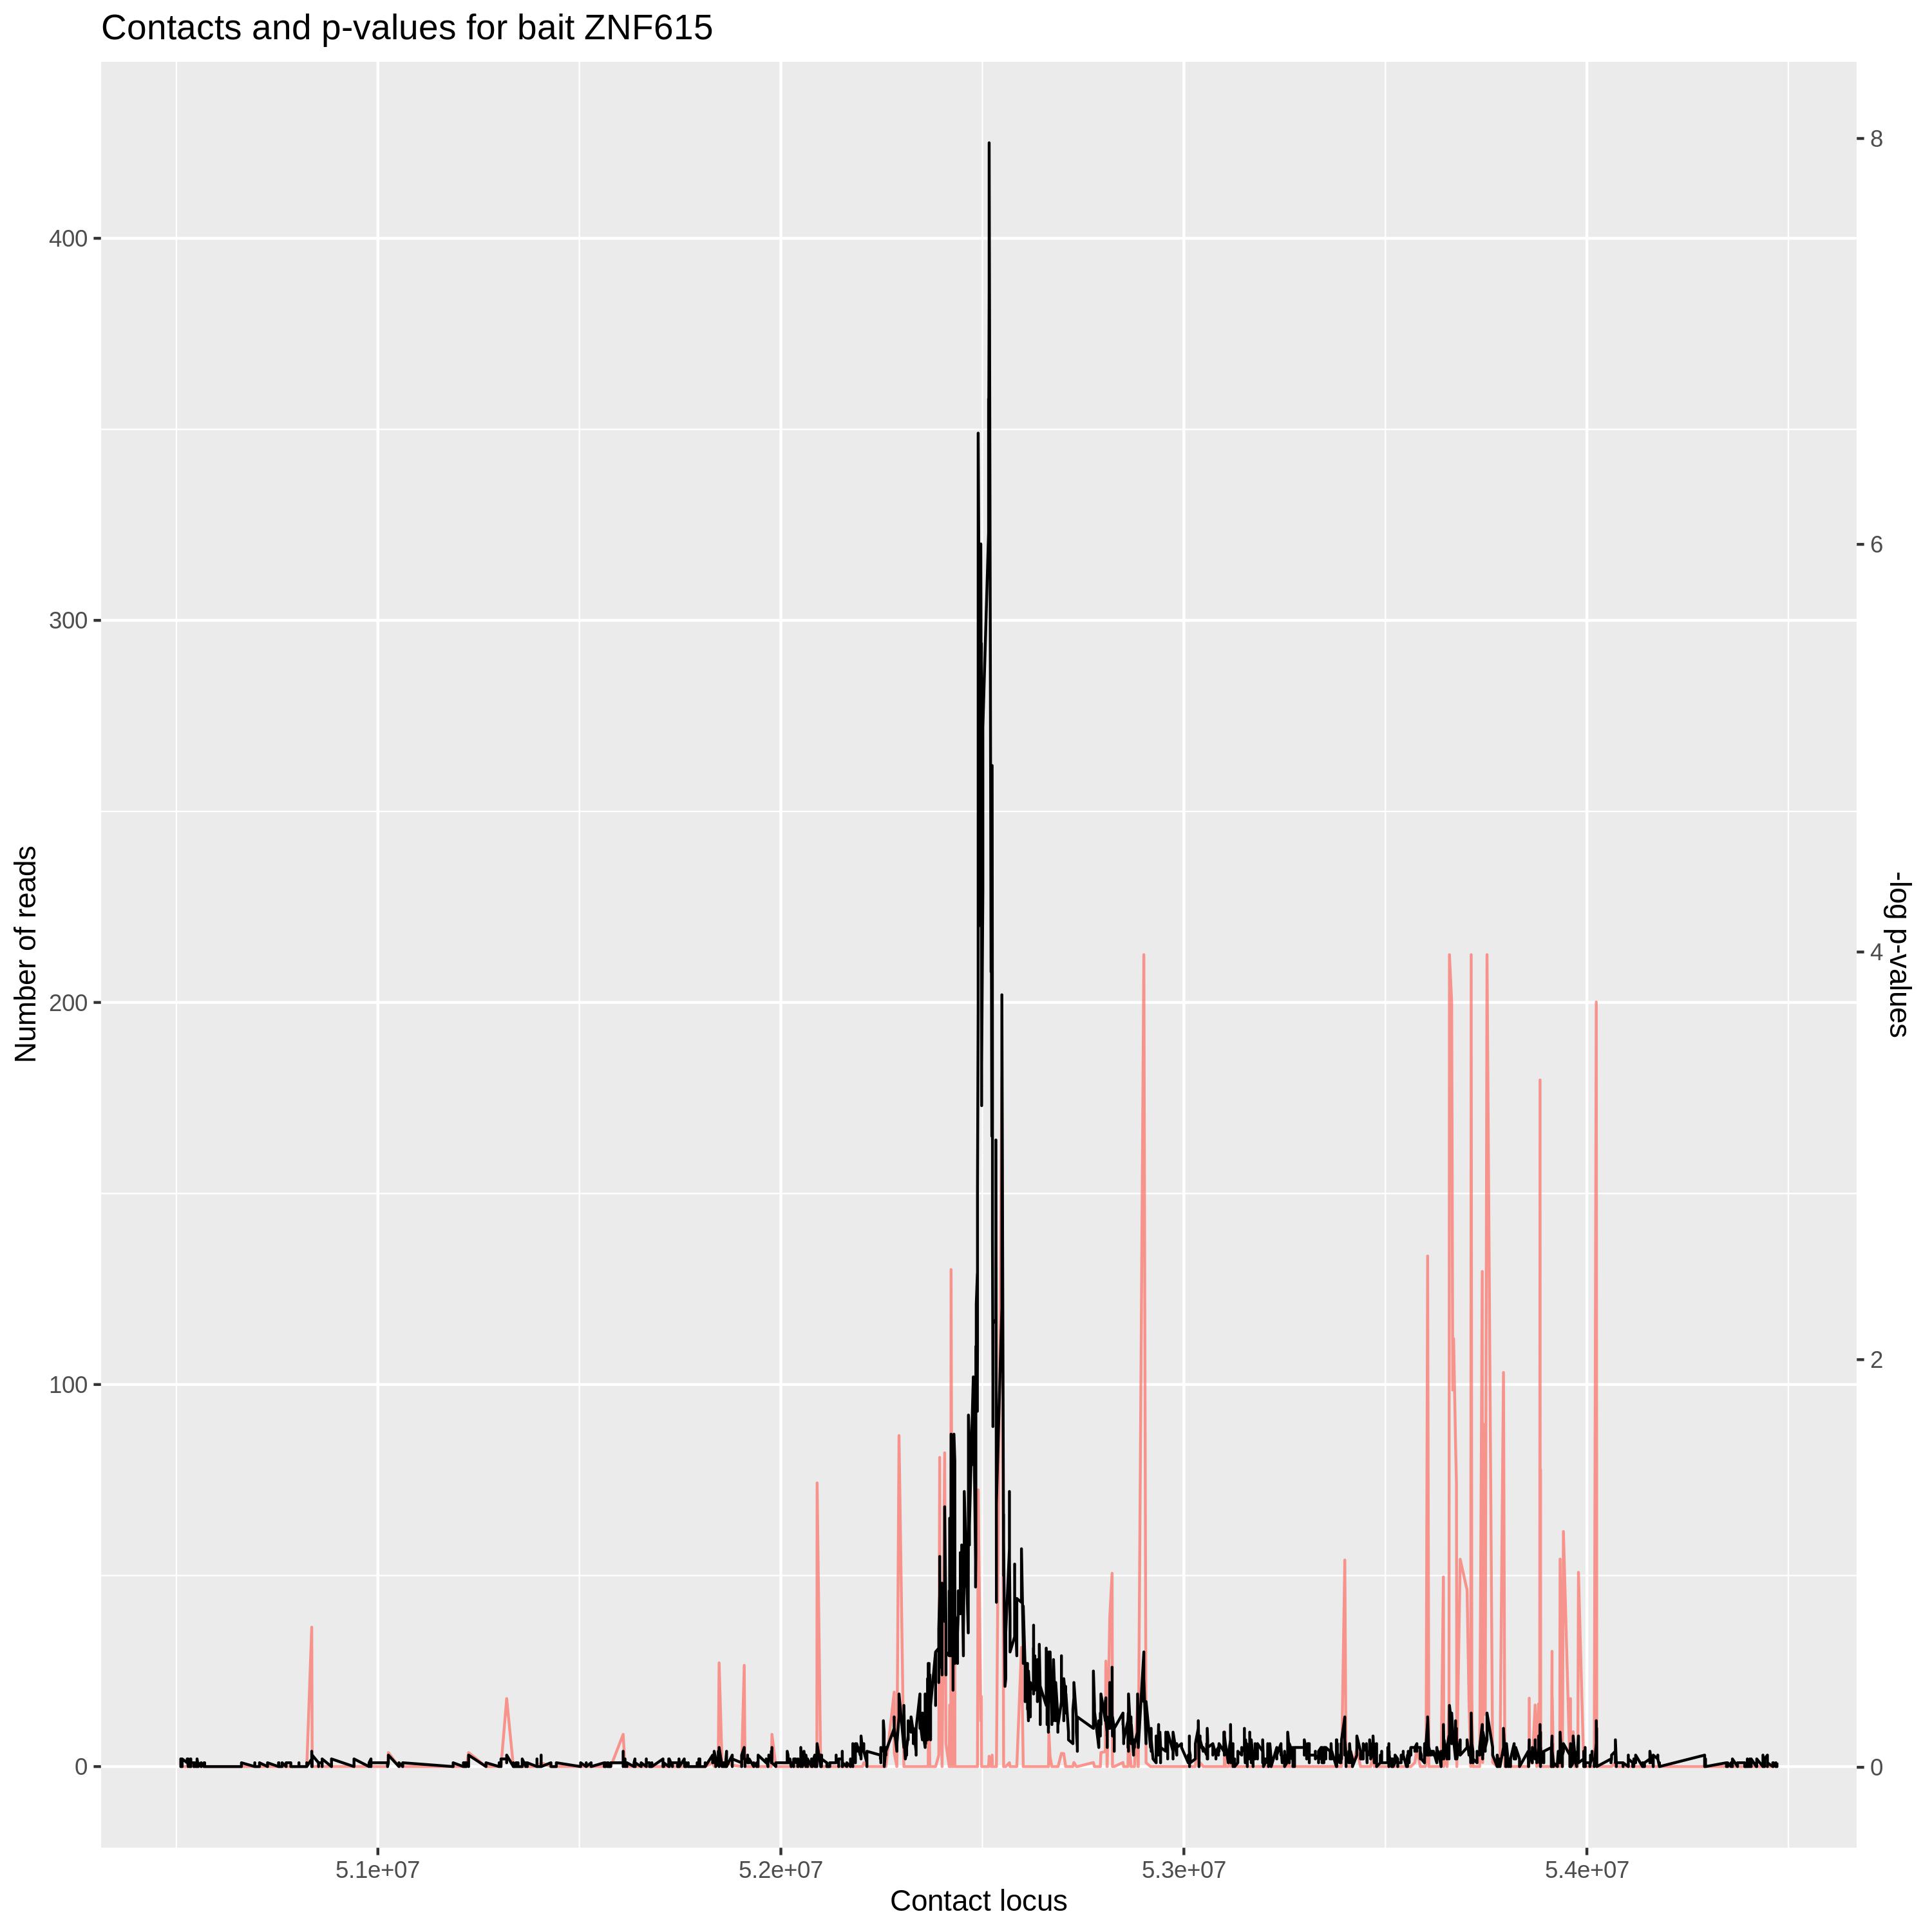 Contacts and p-values for bait ZNF615
Number of reads
400
300
200
100
0
-log p-values
8
6
4
2
0
5.1e+07
5.2e+07
5.3e+07
5.4e+07
Contact locus